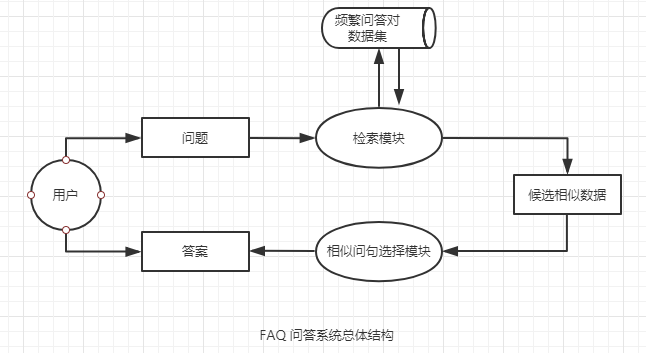 频繁问答对
数据集
问题
检索模块
用户
候选相似数据
答案
相似问句选择模块
FAQ 问答系统总体结构